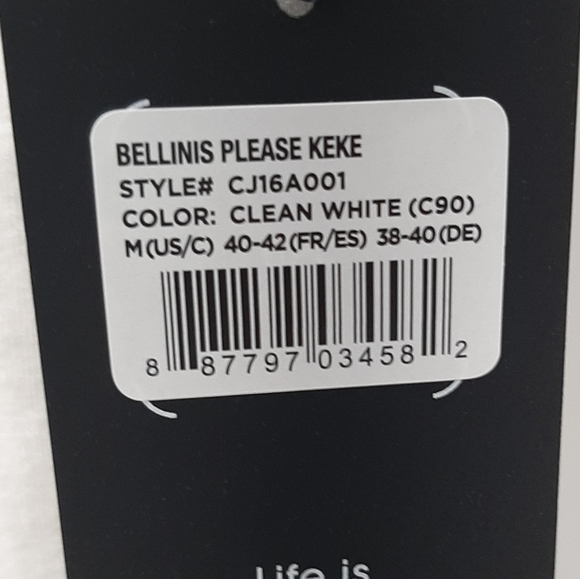 BELLINIS PLEASE KEKE
STYLE# CJ16A001
COLOR: CLEAN WHITE (C90)
M(US/C) 40-42(FR/ES) 38-40(DE)
8 87797 03458 2
Life is